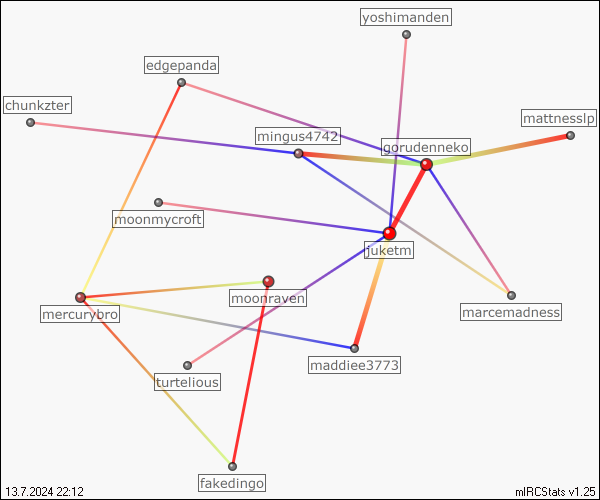 yoshimanden
edgepanda
chunkzter
mattnesslp
mingus4742
gorudenneko
moonmycroft
jjuketm
moonraven
marcemadness
mercurybro
maddiee3773
turtelious
fakedingo
13.7.2024 22:12
mIRCStats v1.25